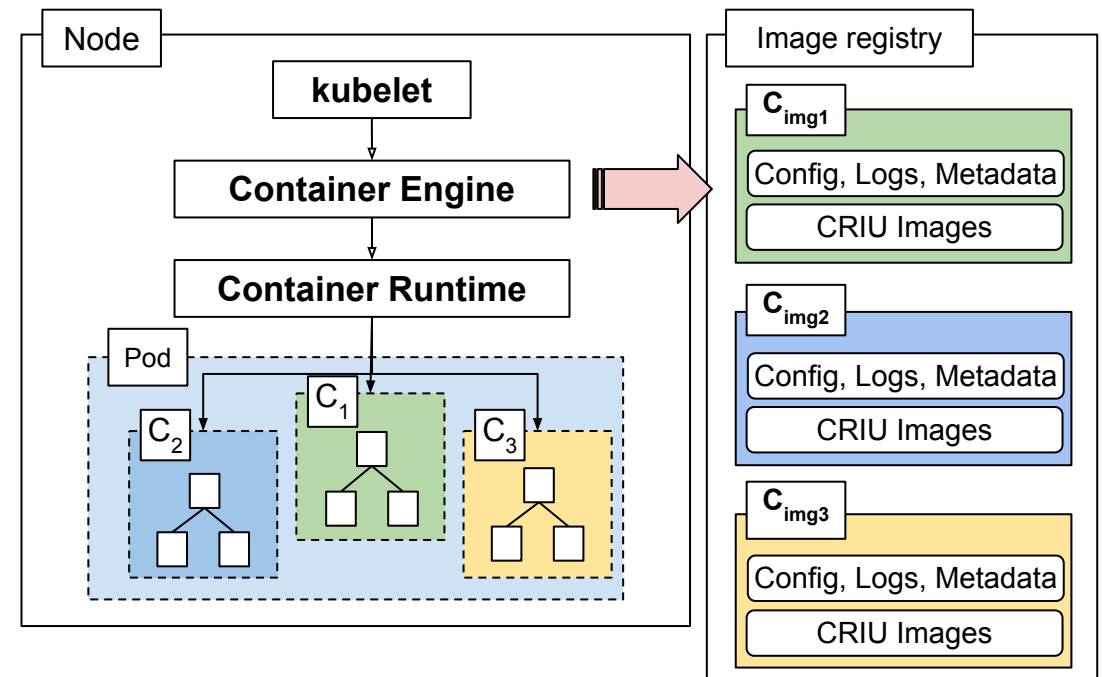 Node
kubelet
Container Engine
Container Runtime
Pod
C1
C2
C3
Image registry
Cimg1
Config, Logs, Metadata
CRIU Images
Cimg2
Config, Logs, Metadata
CRIU Images
Cimg3
Config, Logs, Metadata
CRIU Images